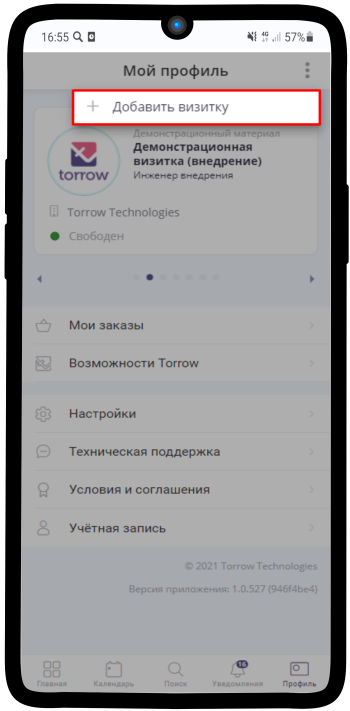 16:55 57%
4G
Мой профиль
Добавить визитку
Демонстрационный материал
Демонстрационная
визитка (внедрение)
Инженер внедрения
torrow
Torrow Technologies
Свободен
Мои заказы
Возможности Torrow
Настройки
Техническая поддержка
Условия и соглашения
Учётная запись
© 2021 Torrow Technologies
Версия приложения: 1.0.527 (946f4be4)
16
Главная Календарь Поиск Уведомления Профиль